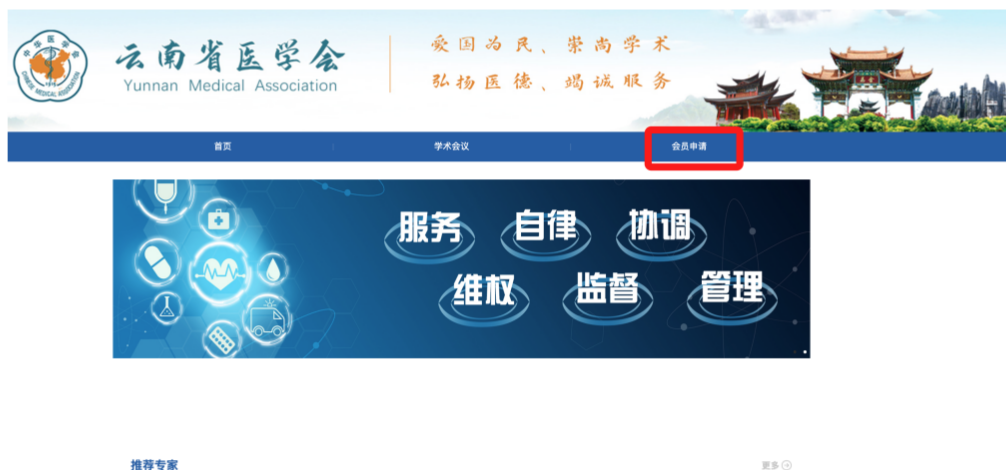 云南省医学会
Yunnan Medical Association
爱国为民、崇尚学术
弘扬医德、竭诚服务
首页
学术会议
会员申请
服务 自律 协调
维权 监督 管理
推荐专家
更多